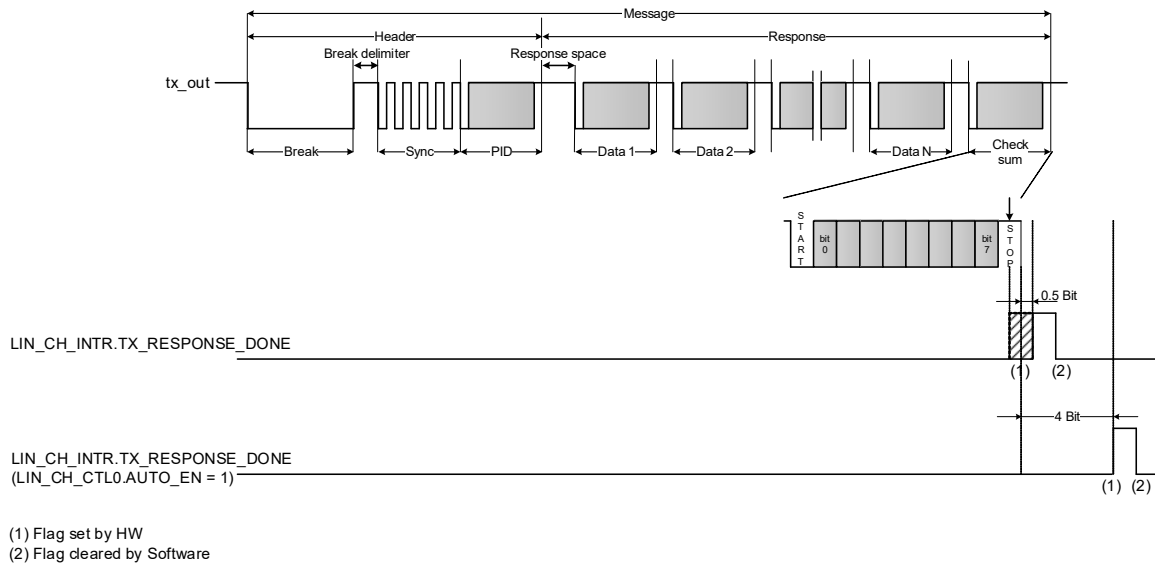 Message
Header
Response
Break delimiter
Response space
tx_out
Break
Sync
PID
Data 1
Data 2
Data N
Check
sum
START
bit
0
bit
7
STOP
0.5 Bit
LIN_CH_INTR.TX_RESPONSE_DONE
(1)
(2)
4 Bit
LIN_CH_INTR.TX_RESPONSE_DONE
(LIN_CH_CTL0.AUTO_EN = 1)
(1)
(2)
(1) Flag set by HW
(2) Flag cleared by Software